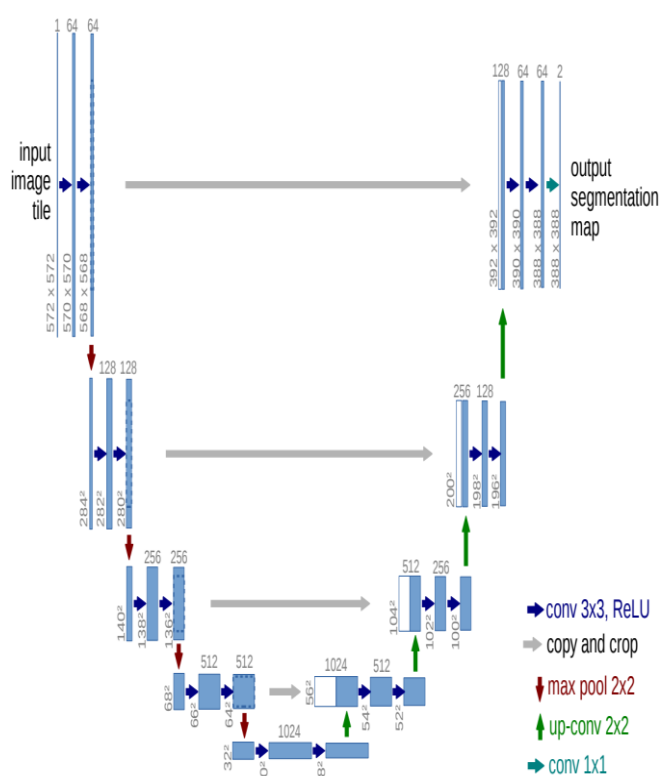 1 64 64
128 64 64 2
input
image
tile
output
segmentation
map
572 x 572
570 x 570
568 x 568
392 x 392
390 x 390
388 x 388
388 x 388
128 128
256 128
284²
282²
280²
200²
198²
196²
256 256
512 256
140²
138²
136²
104²
102²
100²
512 512
1024 512
68²
66²
64²
56²
54²
52²
1024
32²
0²
8²
conv 3x3, ReLU
copy and crop
max pool 2x2
up-conv 2x2
conv 1x1